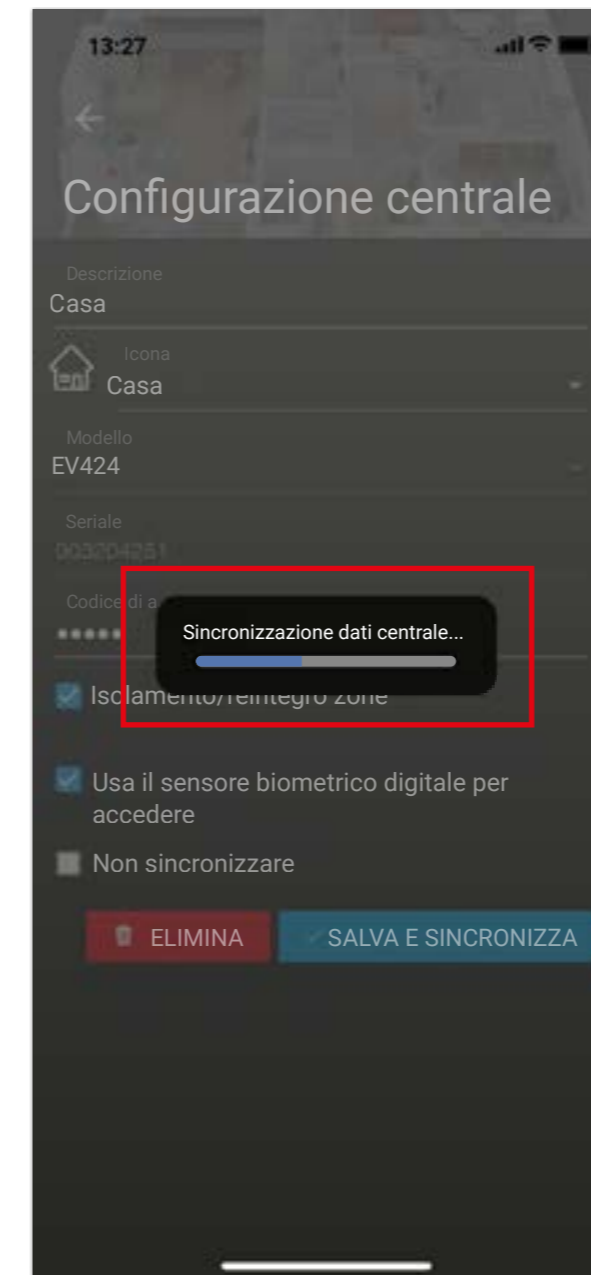 13:27
Configurazione centrale
Descrizione
Casa
Icona
Casa
Modello
EV424
Seriale
003204251
Codice di a
•••••
Sincronizzazione dati centrale...
Isolamento/reintegro zone
Usa il sensore biometrico digitale per
accedere
Non sincronizzare
ELIMINA
SALVA E SINCRONIZZA